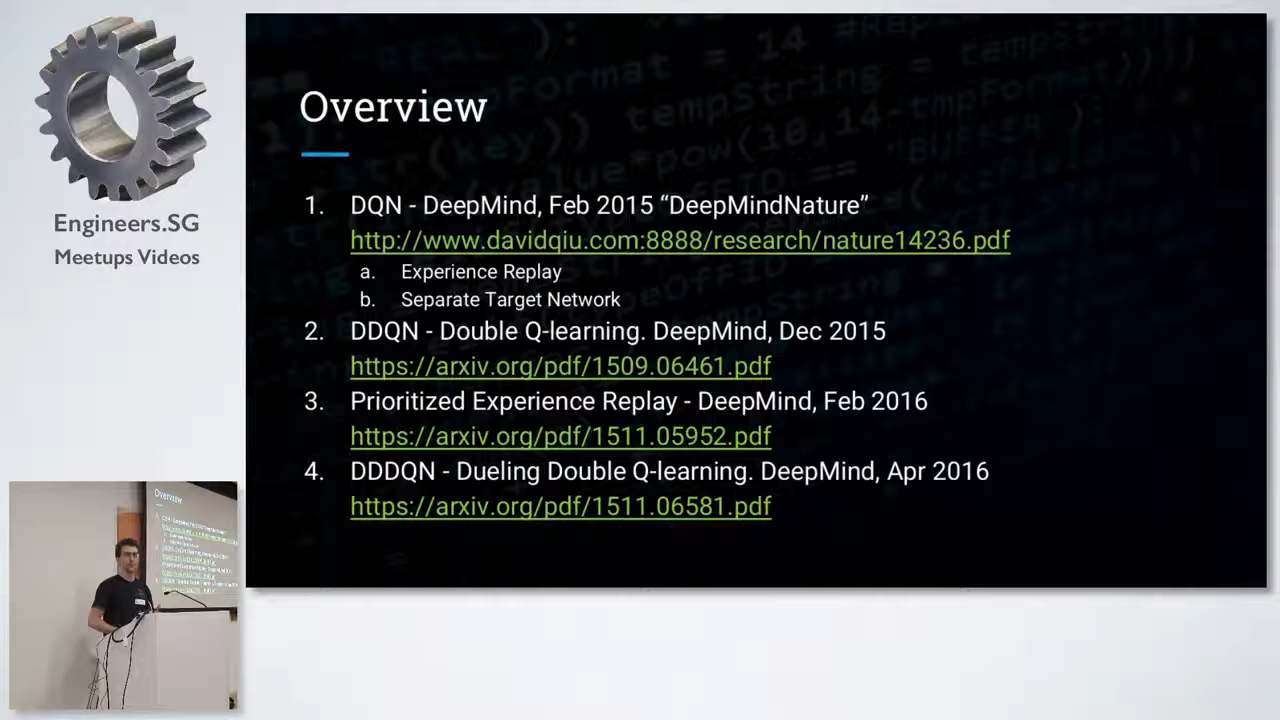 Engineers.SG
Meetups Videos
Overview
1. DQN - DeepMind, Feb 2015 “DeepMindNature”
http://www.davidqiu.com:8888/research/nature14236.pdf
a. Experience Replay
b. Separate Target Network
2. DDQN - Double Q-learning. DeepMind, Dec 2015
https://arxiv.org/pdf/1509.06461.pdf
3. Prioritized Experience Replay - DeepMind, Feb 2016
https://arxiv.org/pdf/1511.05952.pdf
4. DDDQN - Dueling Double Q-learning. DeepMind, Apr 2016
https://arxiv.org/pdf/1511.06581.pdf
Overview